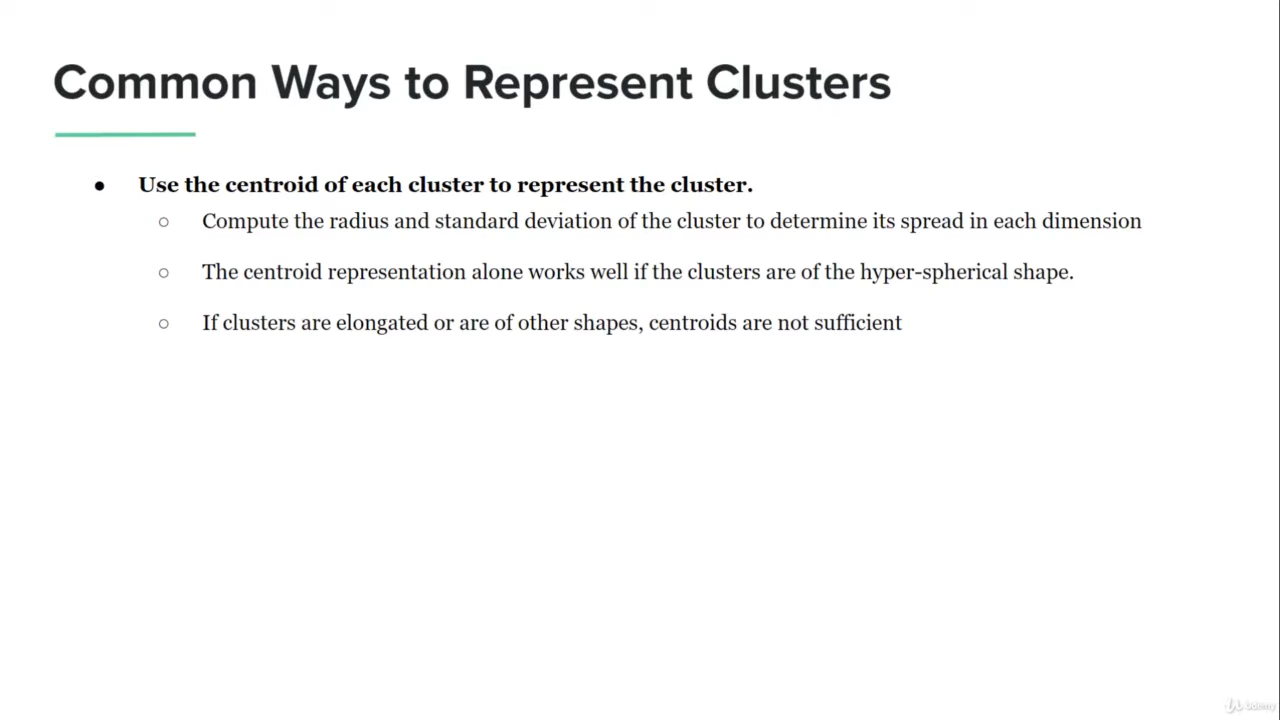 Common Ways to Represent Clusters
● Use the centroid of each cluster to represent the cluster.
○ Compute the radius and standard deviation of the cluster to determine its spread in each dimension
○ The centroid representation alone works well if the clusters are of the hyper-spherical shape.
○ If clusters are elongated or are of other shapes, centroids are not sufficient
Udemy